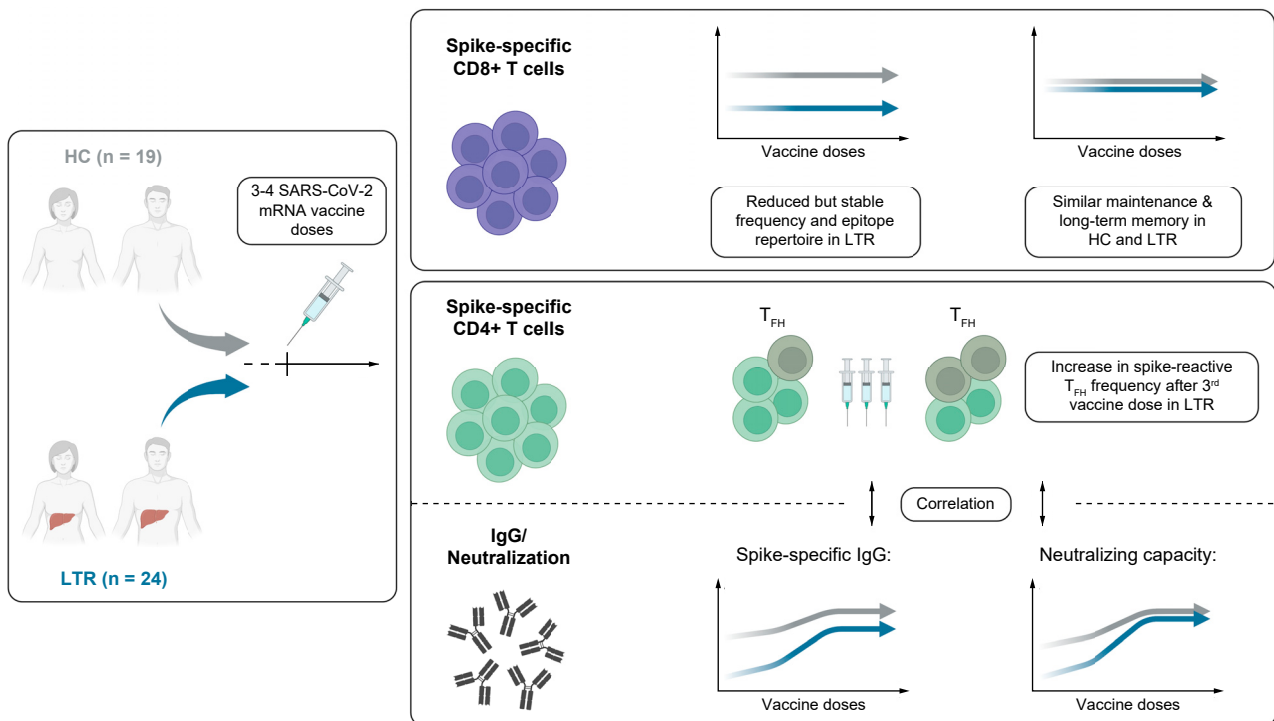 HC (n = 19)
3-4 SARS-CoV-2
mRNA vaccine
doses
LTR (n = 24)
Spike-specific
CD8+ T cells
Vaccine doses
Reduced but stable
frequency and epitope
repertoire in LTR
Vaccine doses
Similar maintenance &
long-term memory in
HC and LTR
Spike-specific
CD4+ T cells
TFH
TFH
Increase in spike-reactive
TFH frequency after 3rd
vaccine dose in LTR
Correlation
IgG/
Neutralization
Spike-specific IgG:
Vaccine doses
Neutralizing capacity:
Vaccine doses